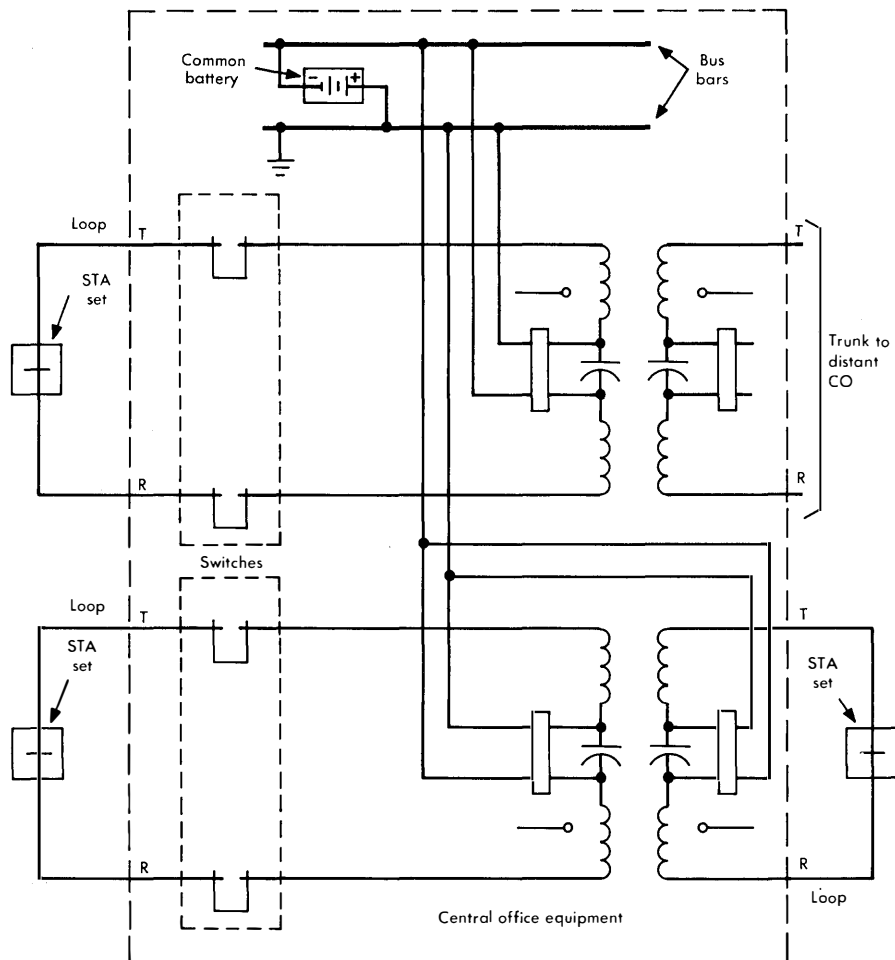 Common
battery
- +
Bus
bars
Loop
T
T
STA
set
Trunk to
distant
CO
R
R
Switches
Loop
T
T
STA
set
STA
set
R
R
Loop
Central office equipment